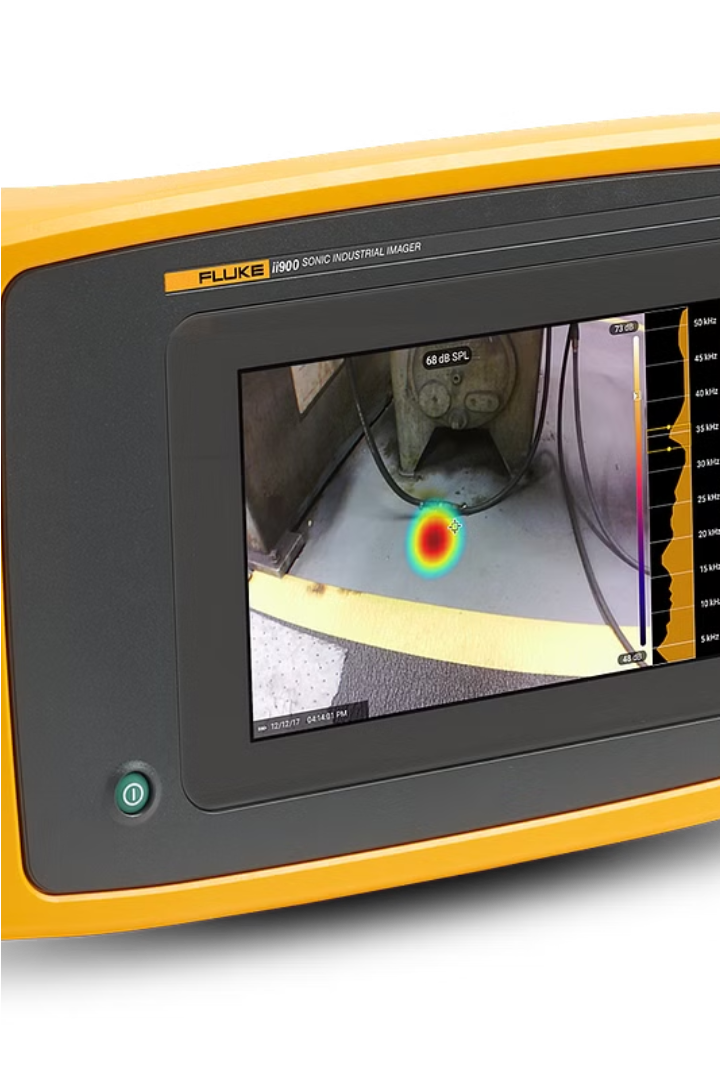 FLUKE ii900 SONIC INDUSTRIAL IMAGER
68 dB SPL
73 dB
50 kHz
45 kHz
40 kHz
35 kHz
30 kHz
25 kHz
20 kHz
15 kHz
10 kHz
5 kHz
48 dB
12/12/17 04:14:01 PM